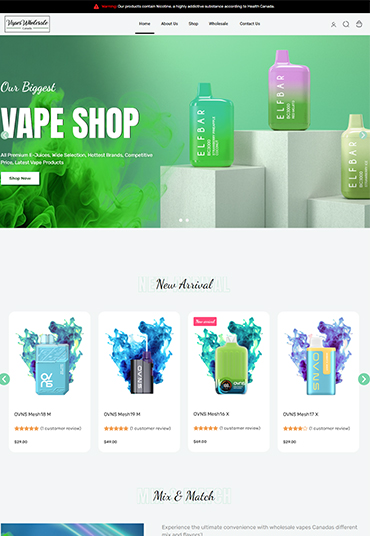 Warning: Our products contain Nicotine, a highly addictive substance according to Health Canada.
Vapes Wholesale
Canada
Home
About Us
Shop
Wholesale
Contact Us
Our Biggest
VAPE SHOP
All Premium E-Juices, Wide Selection, Hottest Brands, Competitive
Price, Latest Vape Products
Shop Now
ELFBAR
ELFBAR
ELFBAR
New Arrival
New arrival
OVNS
OVNS
OVNS
OVNS Mesh18 M
OVNS Mesh19 M
OVNS Mesh16 X
OVNS Mesh17 X
(1 customer review)
(1 customer review)
(1 customer review)
(1 customer review)
$39.00
$49.00
$69.00
$39.00
Mix & Match
Experience the ultimate convenience with wholesale vapes Canadas different
mix and flavors!